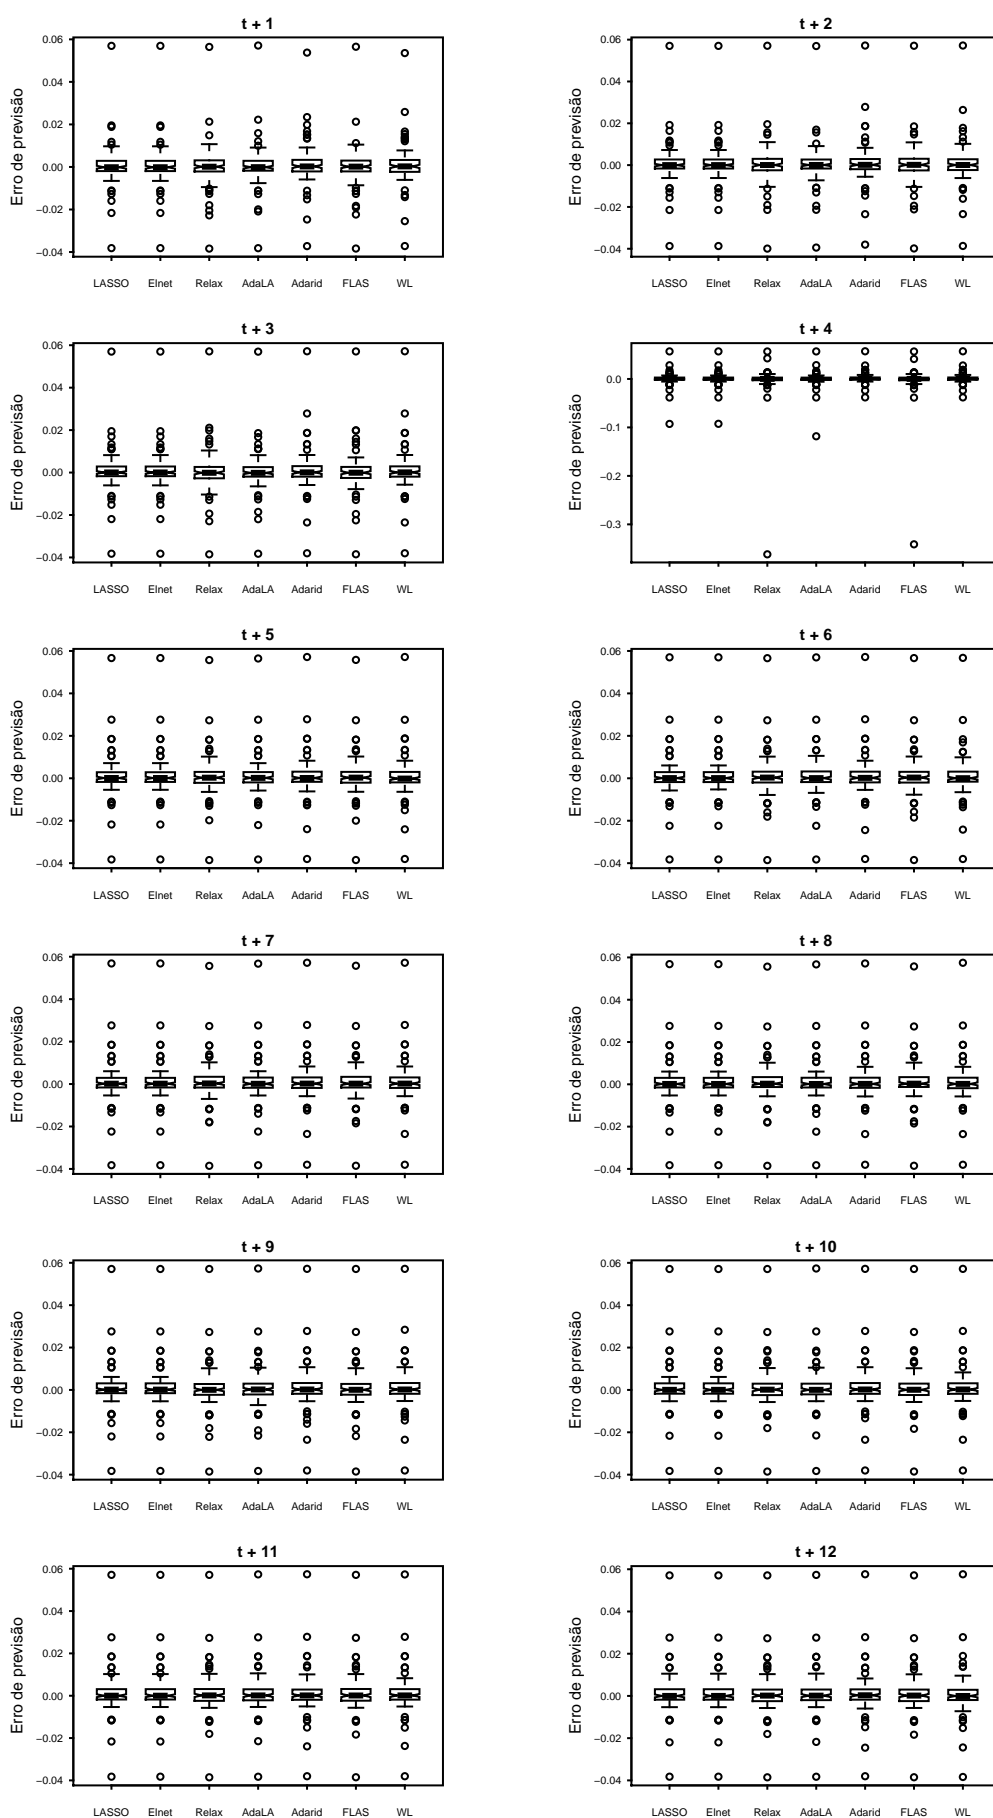 t + 1
Erro de previsão
0.06
0.04
0.02
0.00
−0.02
−0.04
LASSO Elnet Relax AdaLA Adarid FLAS WL
t + 2
Erro de previsão
0.06
0.04
0.02
0.00
−0.02
−0.04
LASSO Elnet Relax AdaLA Adarid FLAS WL
t + 3
Erro de previsão
0.06
0.04
0.02
0.00
−0.02
−0.04
LASSO Elnet Relax AdaLA Adarid FLAS WL
t + 4
Erro de previsão
0.0
−0.1
−0.2
−0.3
LASSO Elnet Relax AdaLA Adarid FLAS WL
t + 5
Erro de previsão
0.06
0.04
0.02
0.00
−0.02
−0.04
LASSO Elnet Relax AdaLA Adarid FLAS WL
t + 6
Erro de previsão
0.06
0.04
0.02
0.00
−0.02
−0.04
LASSO Elnet Relax AdaLA Adarid FLAS WL
t + 7
Erro de previsão
0.06
0.04
0.02
0.00
−0.02
−0.04
LASSO Elnet Relax AdaLA Adarid FLAS WL
t + 8
Erro de previsão
0.06
0.04
0.02
0.00
−0.02
−0.04
LASSO Elnet Relax AdaLA Adarid FLAS WL
t + 9
Erro de previsão
0.06
0.04
0.02
0.00
−0.02
−0.04
LASSO Elnet Relax AdaLA Adarid FLAS WL
t + 10
Erro de previsão
0.06
0.04
0.02
0.00
−0.02
−0.04
LASSO Elnet Relax AdaLA Adarid FLAS WL
t + 11
Erro de previsão
0.06
0.04
0.02
0.00
−0.02
−0.04
LASSO Elnet Relax AdaLA Adarid FLAS WL
t + 12
Erro de previsão
0.06
0.04
0.02
0.00
−0.02
−0.04
LASSO Elnet Relax AdaLA Adarid FLAS WL